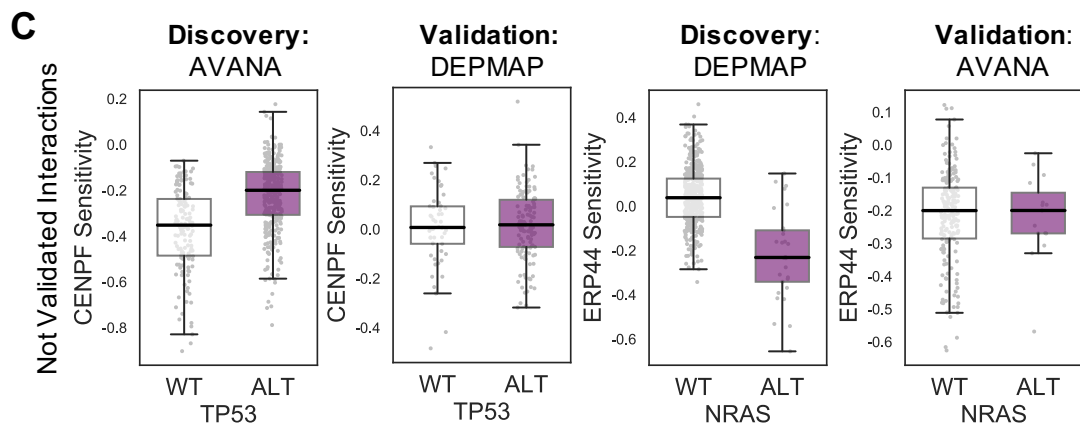 C
Not Validated Interactions
Discovery:
AVANA
CENPF Sensitivity
0.2
0.0
-0.2
-0.4
-0.6
-0.8
WT ALT
TP53
Validation:
DEPMAP
CENPF Sensitivity
0.4
0.2
0.0
-0.2
-0.4
WT ALT
TP53
Discovery:
DEPMAP
ERP44 Sensitivity
0.4
0.2
0.0
-0.2
-0.4
-0.6
WT ALT
NRAS
Validation:
AVANA
ERP44 Sensitivity
0.1
0.0
-0.1
-0.2
-0.3
-0.4
-0.5
-0.6
WT ALT
NRAS